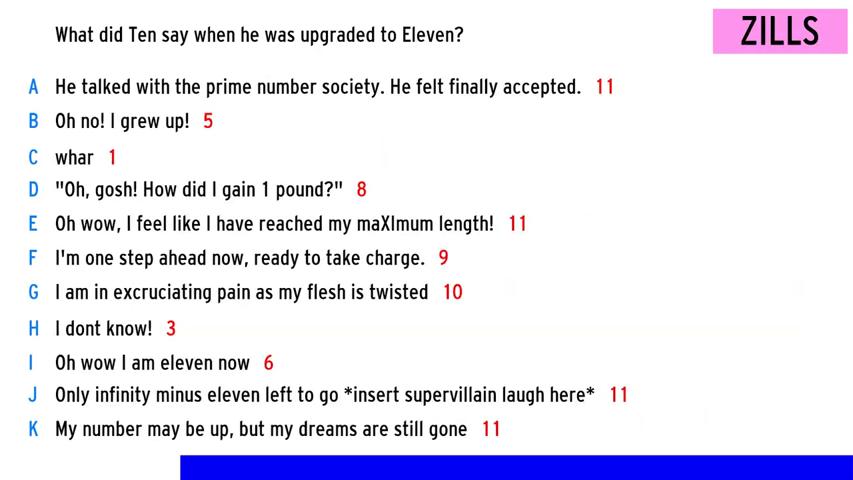 ZILLS
What did Ten say when he was upgraded to Eleven?
A He talked with the prime number society. He felt finally accepted. 11
B Oh no! I grew up! 5
C whar 1
D "Oh, gosh! How did I gain 1 pound?" 8
E Oh wow, I feel like I have reached my maXImum length! 11
F I'm one step ahead now, ready to take charge. 9
G I am in excruciating pain as my flesh is twisted 10
H I dont know! 3
I Oh wow I am eleven now 6
J Only infinity minus eleven left to go *insert supervillain laugh here* 11
K My number may be up, but my dreams are still gone 11